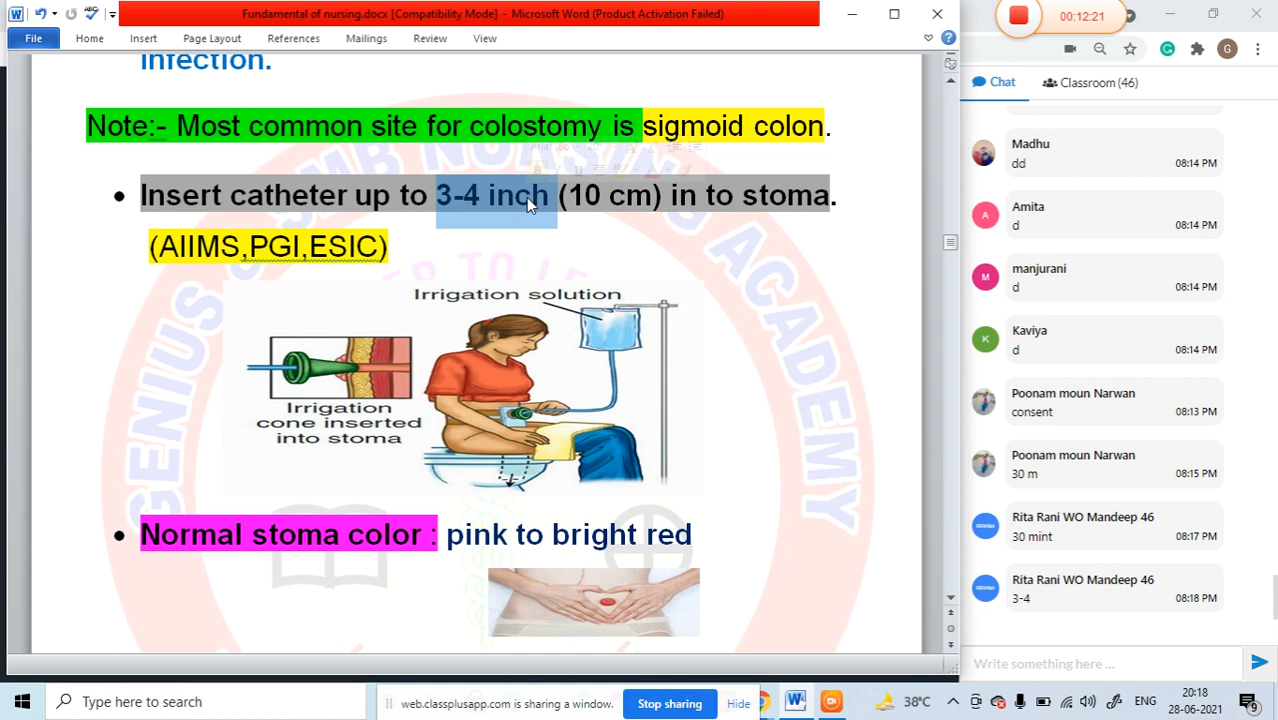 Fundamental of nursing.docx [Compatibility Mode] - Microsoft Word (Product Activation Failed)
File Home Insert Page Layout References Mailings Review View
infection.
Note:- Most common site for colostomy is sigmoid colon.
• Insert catheter up to 3-4 inch (10 cm) in to stoma.
(AIIMS,PGI,ESIC)
Irrigation solution
Irrigation
cone inserted
into stoma
• Normal stoma color : pink to bright red
GENIUS
NURSING ACADEMY
00:12:21
G
Chat Classroom (46)
Madhu
dd
08:14 PM
A
Amita
d
08:14 PM
M
manjurani
d
08:14 PM
K
Kaviya
d
08:14 PM
Poonam moun Narwan
consent
08:13 PM
Poonam moun Narwan
30 m
08:15 PM
Rita Rani WO Mandeep 46
30 mint
08:17 PM
Rita Rani WO Mandeep 46
3-4
08:18 PM
Write something here ...
Type here to search
web.classplusapp.com is sharing a window.
Stop sharing
Hide
38°C
ENG
20:18
28-06-2021
9